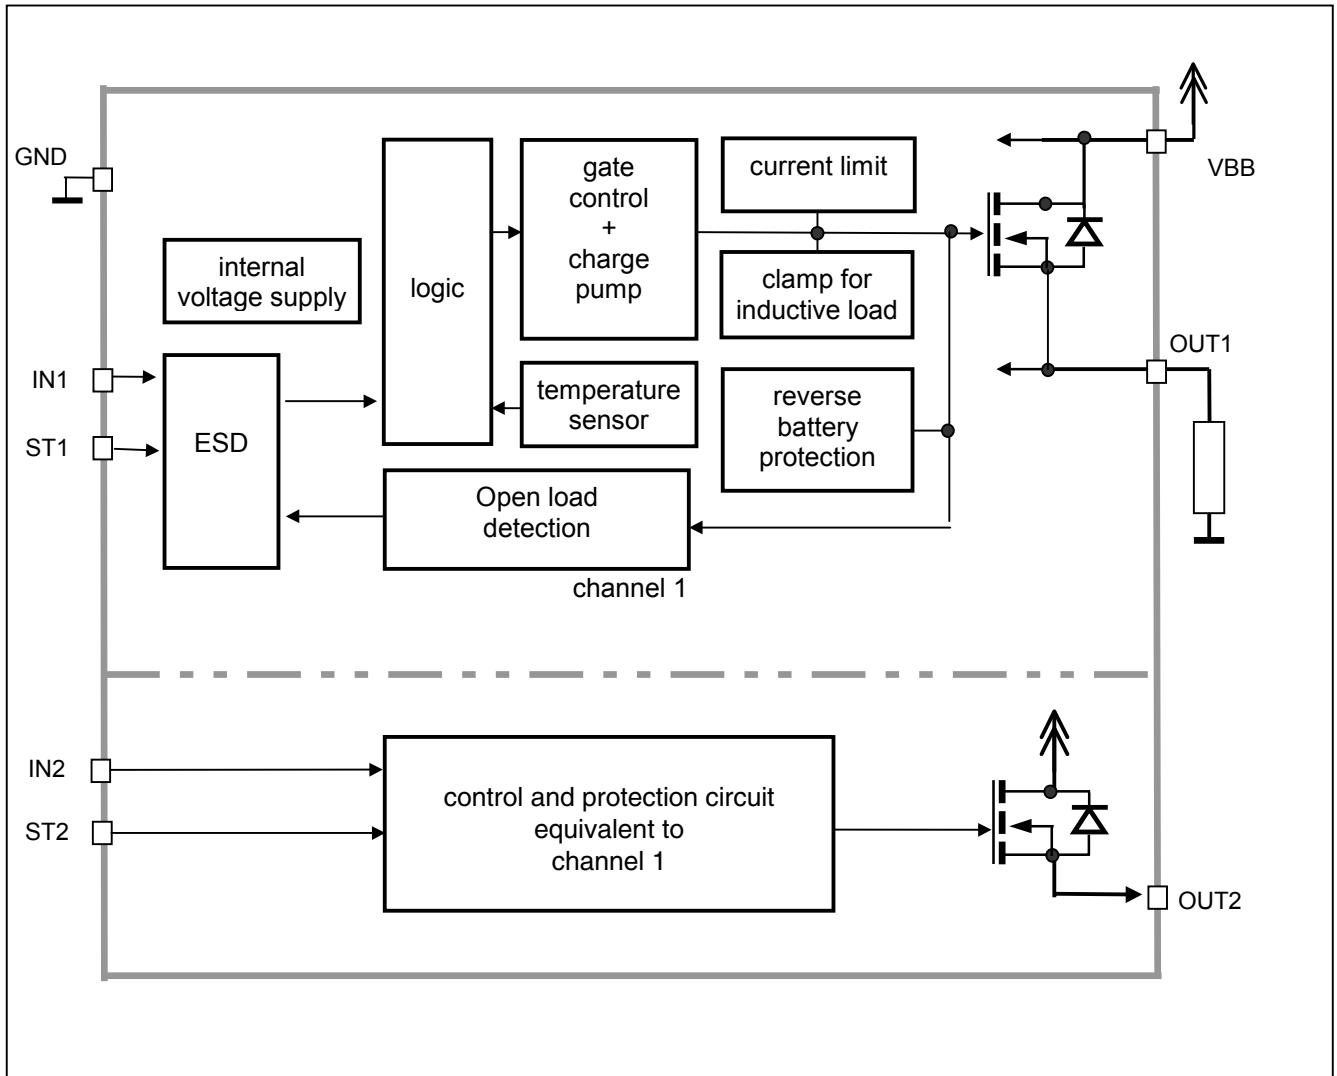 GND
VBB
gate
control
+
charge
pump
current limit
internal
voltage supply
logic
clamp for
inductive load
OUT1
IN1
ST1
ESD
temperature
sensor
reverse
battery
protection
Open load
detection
channel 1
IN2
ST2
control and protection circuit
equivalent to
channel 1
OUT2